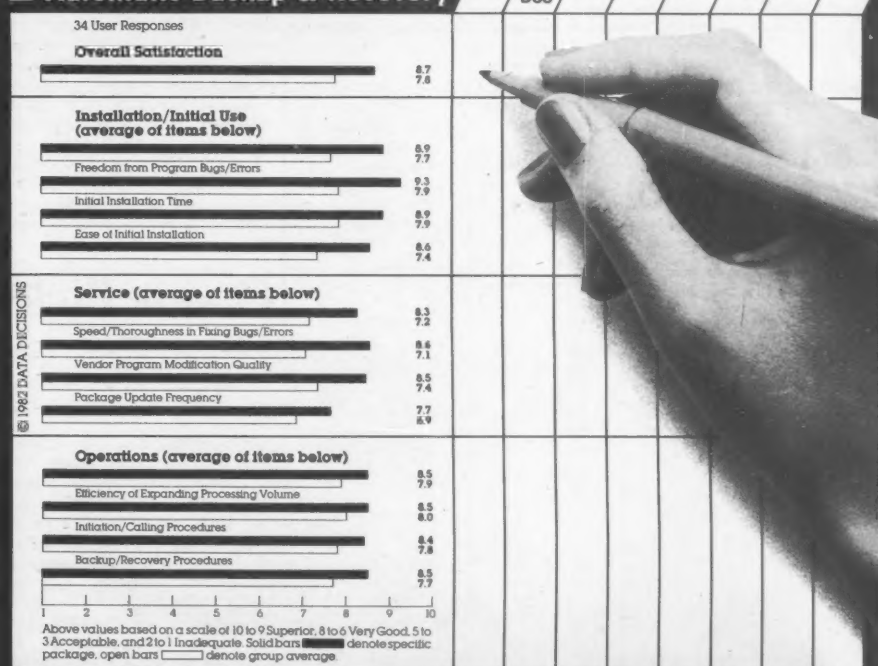 Automatic Backup & Recovery
34 User Responses
Overall Satisfaction
8.7
7.8
Installation/Initial Use
(average of items below)
8.9
7.7
Freedom from Program Bugs/Errors
9.3
7.9
Initial Installation Time
8.9
7.9
Ease of Initial Installation
8.6
7.4
© 1982 DATA DECISIONS
Service (average of items below)
8.3
7.2
Speed/Thoroughness in Fixing Bugs/Errors
8.6
7.1
Vendor Program Modification Quality
8.5
7.4
Package Update Frequency
7.7
6.9
Operations (average of items below)
8.5
7.9
Efficiency of Expanding Processing Volume
8.5
8.0
Initiation/Calling Procedures
8.4
7.8
Backup/Recovery Procedures
8.5
7.7
1 2 3 4 5 6 7 8 9 10
Above values based on a scale of 10 to 9 Superior, 8 to 6 Very Good, 5 to
3 Acceptable, and 2 to 1 Inadequate. Solid bars denote specific
package, open bars denote group average.